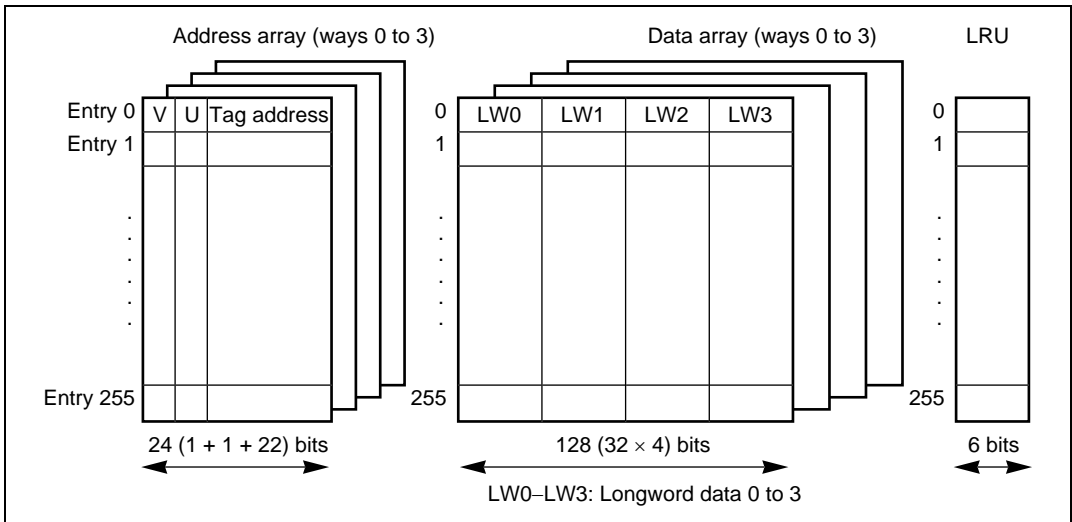 Address array (ways 0 to 3) Data array (ways 0 to 3) LRU
Entry 0 V U Tag address 0 LW0 LW1 LW2 LW3 0
Entry 1 1 1
Entry 255 255 255
24 (1 + 1 + 22) bits 128 (32 × 4) bits 6 bits
LW0–LW3: Longword data 0 to 3